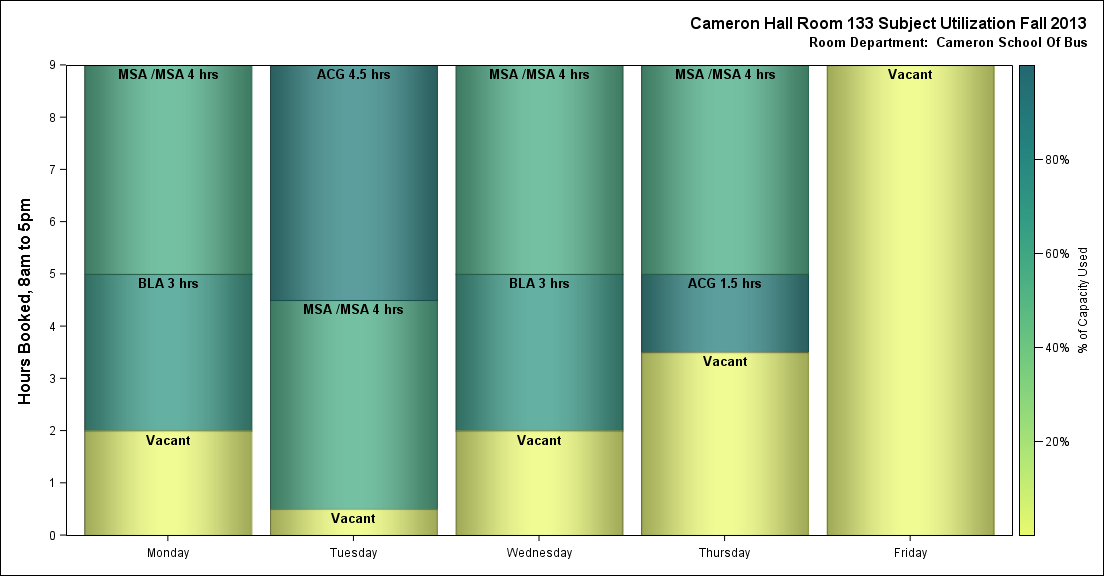 Cameron Hall Room 133 Subject Utilization Fall 2013
Room Department:  Cameron School Of Bus
Hours Booked, 8am to 5pm
9
8
7
6
5
4
3
2
1
0
MSA /MSA 4 hrs
BLA 3 hrs
Vacant
Monday
ACG 4.5 hrs
MSA /MSA 4 hrs
Vacant
Tuesday
MSA /MSA 4 hrs
BLA 3 hrs
Vacant
Wednesday
MSA /MSA 4 hrs
ACG 1.5 hrs
Vacant
Thursday
Vacant
Friday
80%
60%
40%
20%
% of Capacity Used